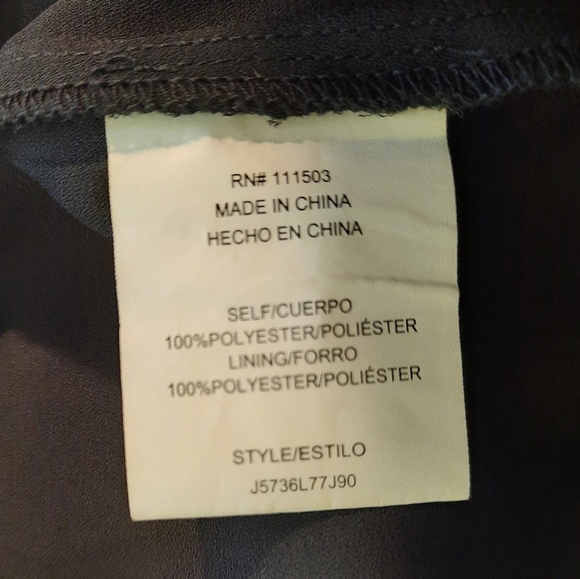 RN# 111503
MADE IN CHINA
HECHO EN CHINA
SELF/CUERPO
100%POLYESTER/POLIÉSTER
LINING/FORRO
100%POLYESTER/POLIÉSTER
STYLE/ESTILO
J5736L77J90